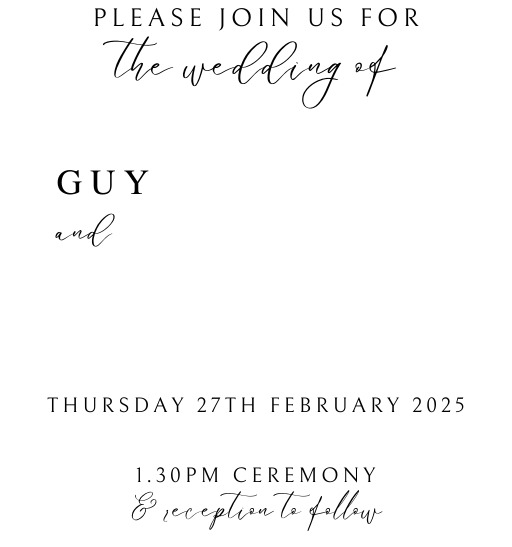 PLEASE JOIN US FOR
the wedding of
GUY
and
THURSDAY 27TH FEBRUARY 2025
1.30PM CEREMONY
& reception to follow